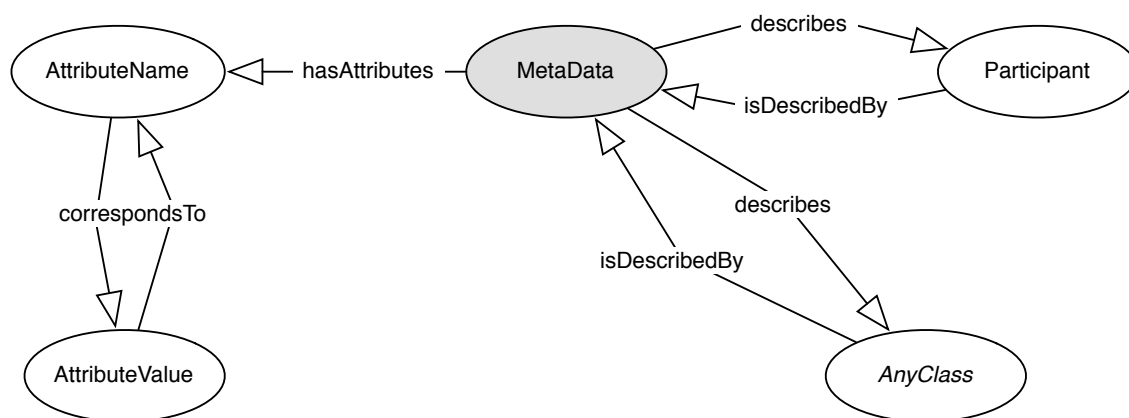 describes
AttributeName
hasAttributes
MetaData
Participant
isDescribedBy
correspondsTo
describes
isDescribedBy
AttributeValue
AnyClass